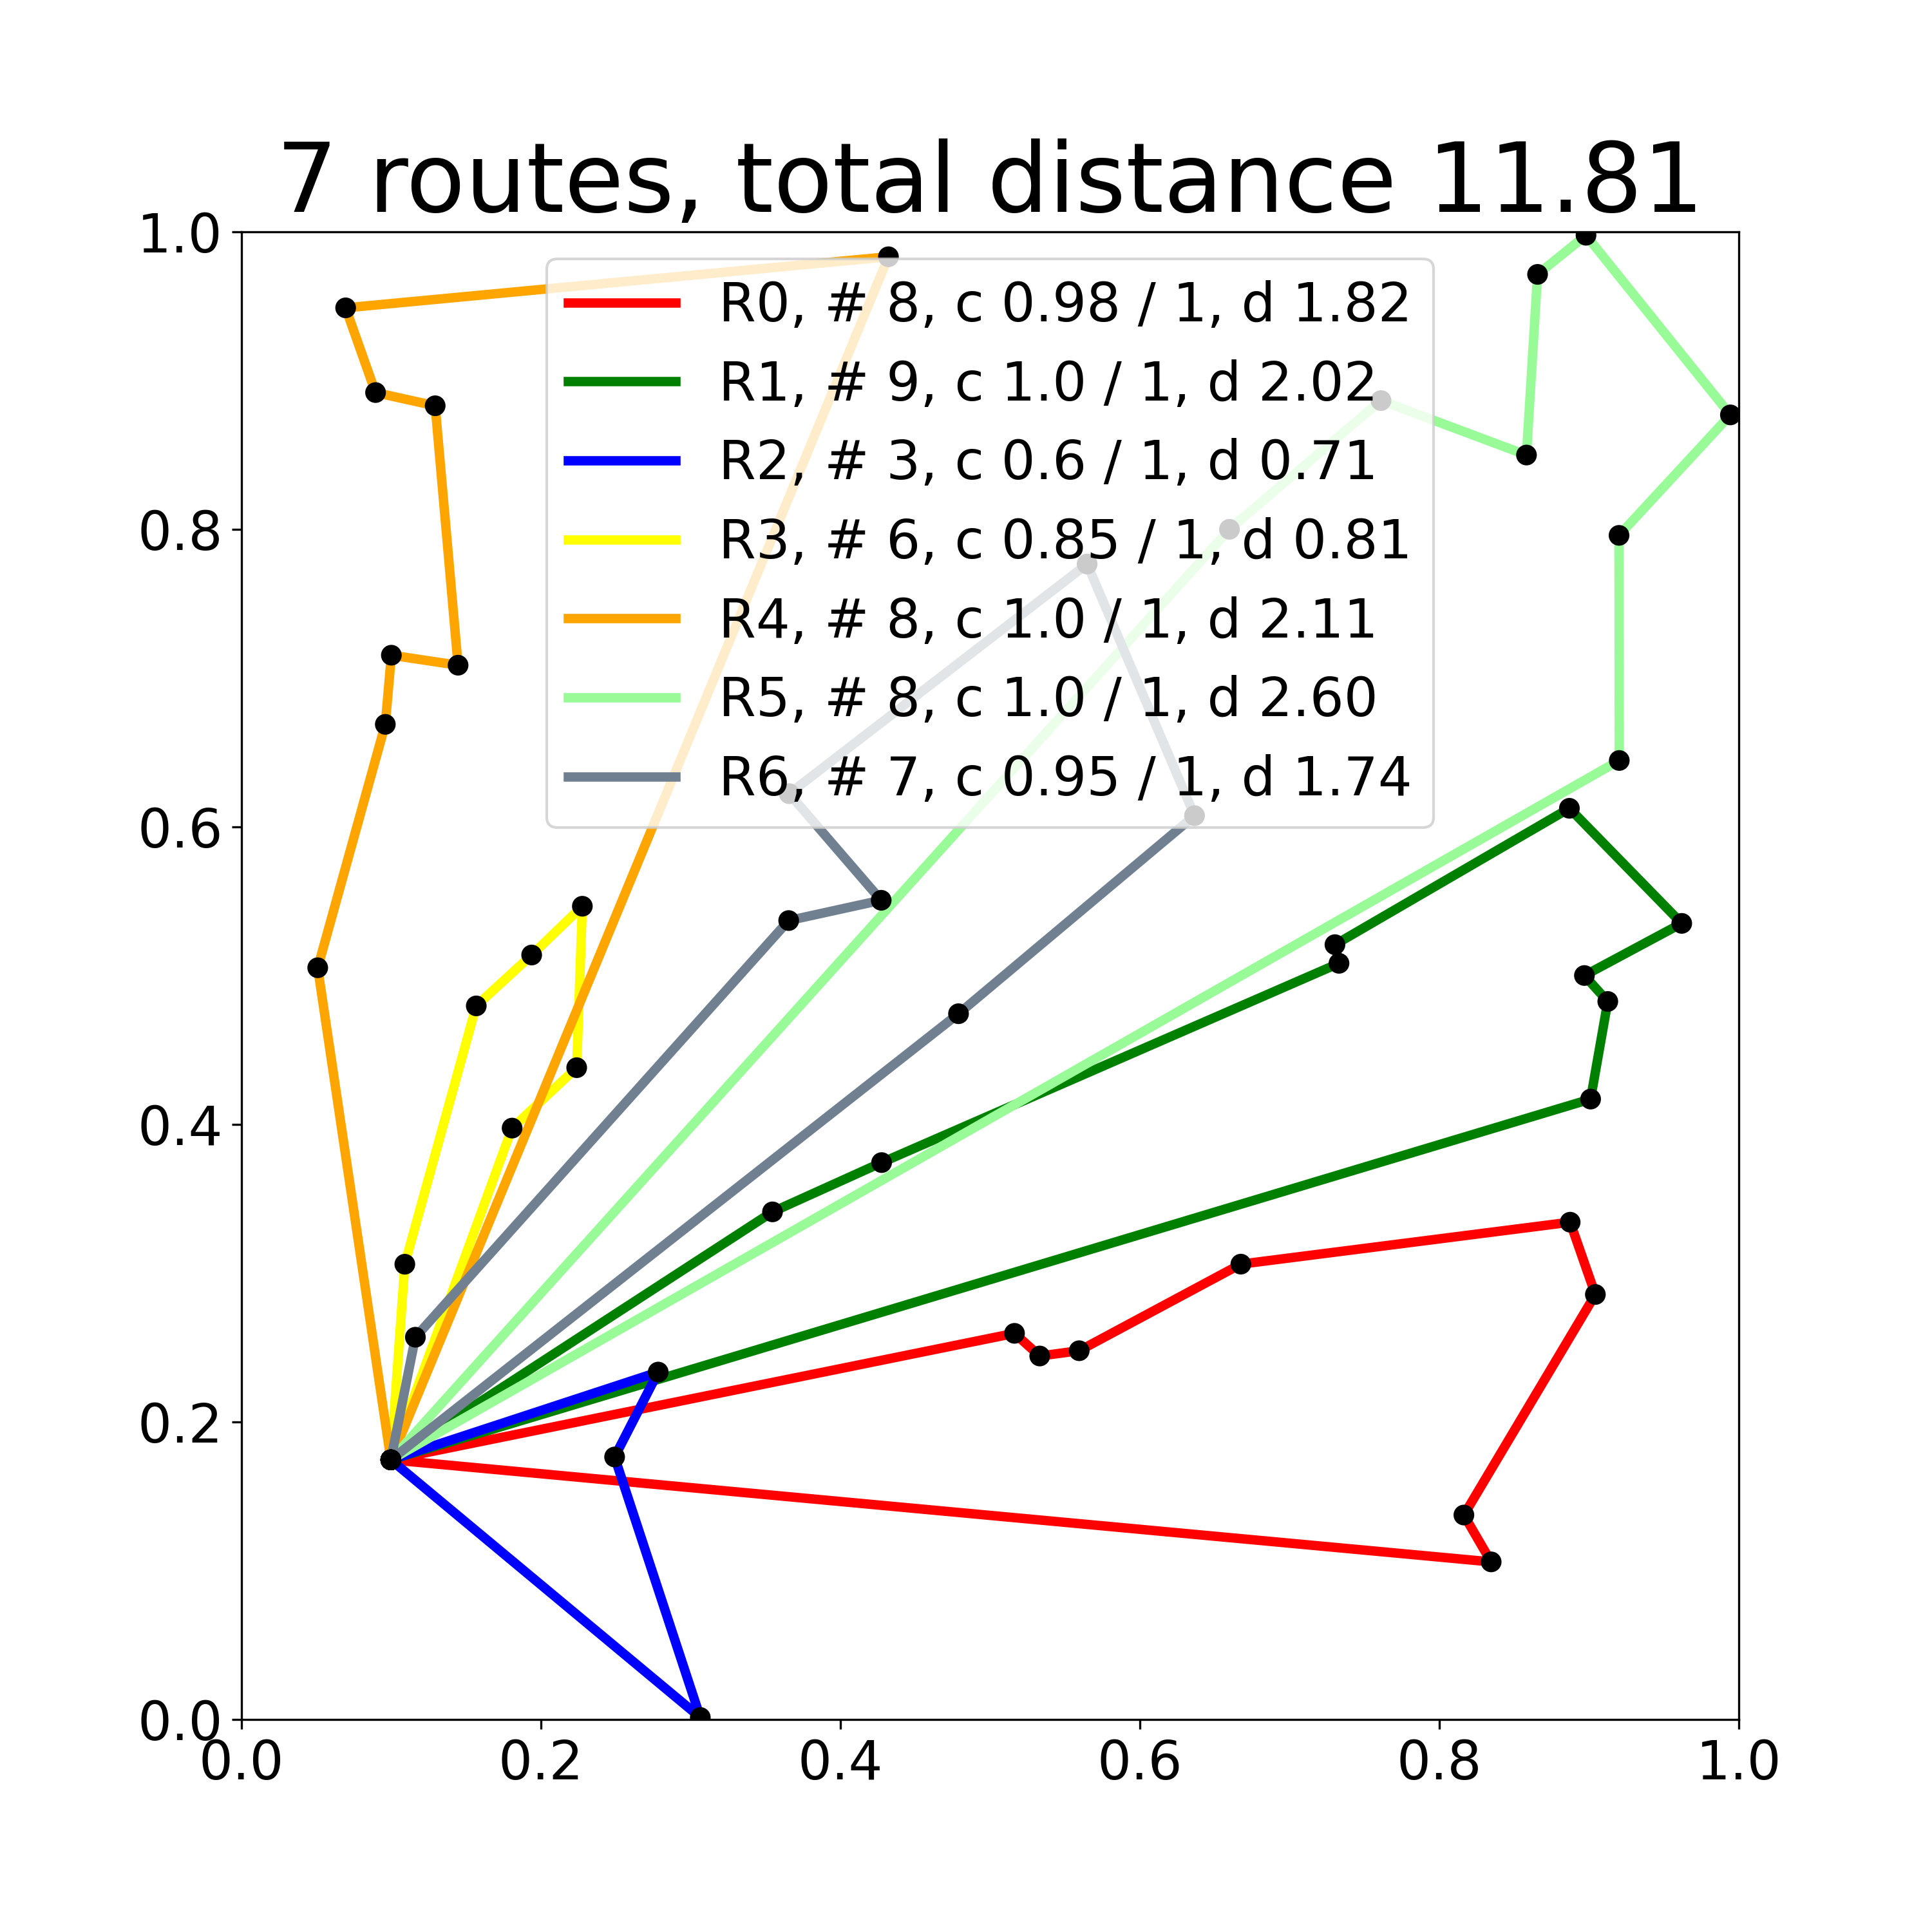 7 routes, total distance 11.81
1.0
0.8
0.6
0.4
0.2
0.0
R0, # 8, c 0.98 / 1, d 1.82
R1, # 9, c 1.0 / 1, d 2.02
R2, # 3, c 0.6 / 1, d 0.71
R3, # 6, c 0.85 / 1, d 0.81
R4, # 8, c 1.0 / 1, d 2.11
R5, # 8, c 1.0 / 1, d 2.60
R6, # 7, c 0.95 / 1, d 1.74
0.0 0.2 0.4 0.6 0.8 1.0